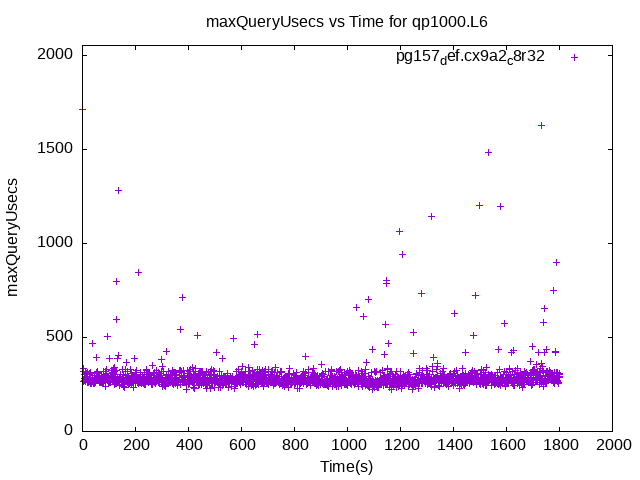 maxQueryUsecs vs Time for qp1000.L6
pg157_def.cx9a2_c8r32
maxQueryUsecs
2000
1500
1000
500
0
0 200 400 600 800 1000 1200 1400 1600 1800 2000
Time(s)